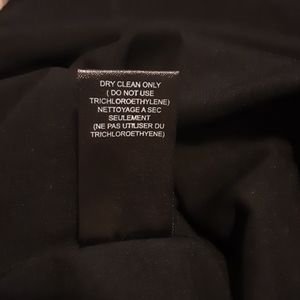 DRY CLEAN ONLY
( DO NOT USE
TRICHLOROETHYLENE)
NETTOYAGE A SEC
SEULEMENT
(NE PAS UTILISER DU
TRICHLOROETHYENE)